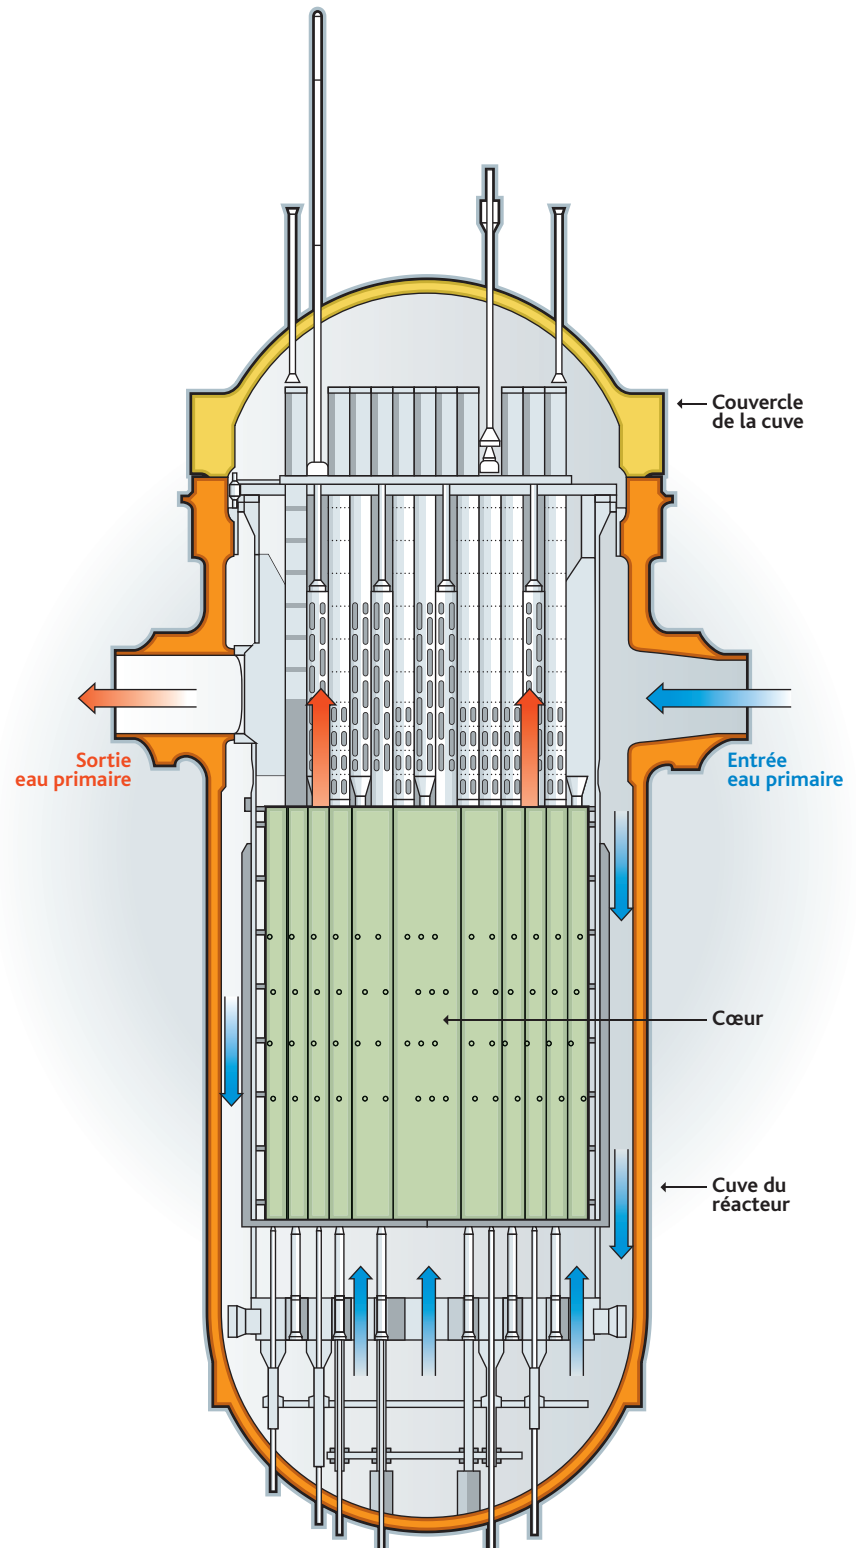 Couvercle
de la cuve
Sortie
eau primaire
Entrée
eau primaire
Cœur
Cuve du
réacteur